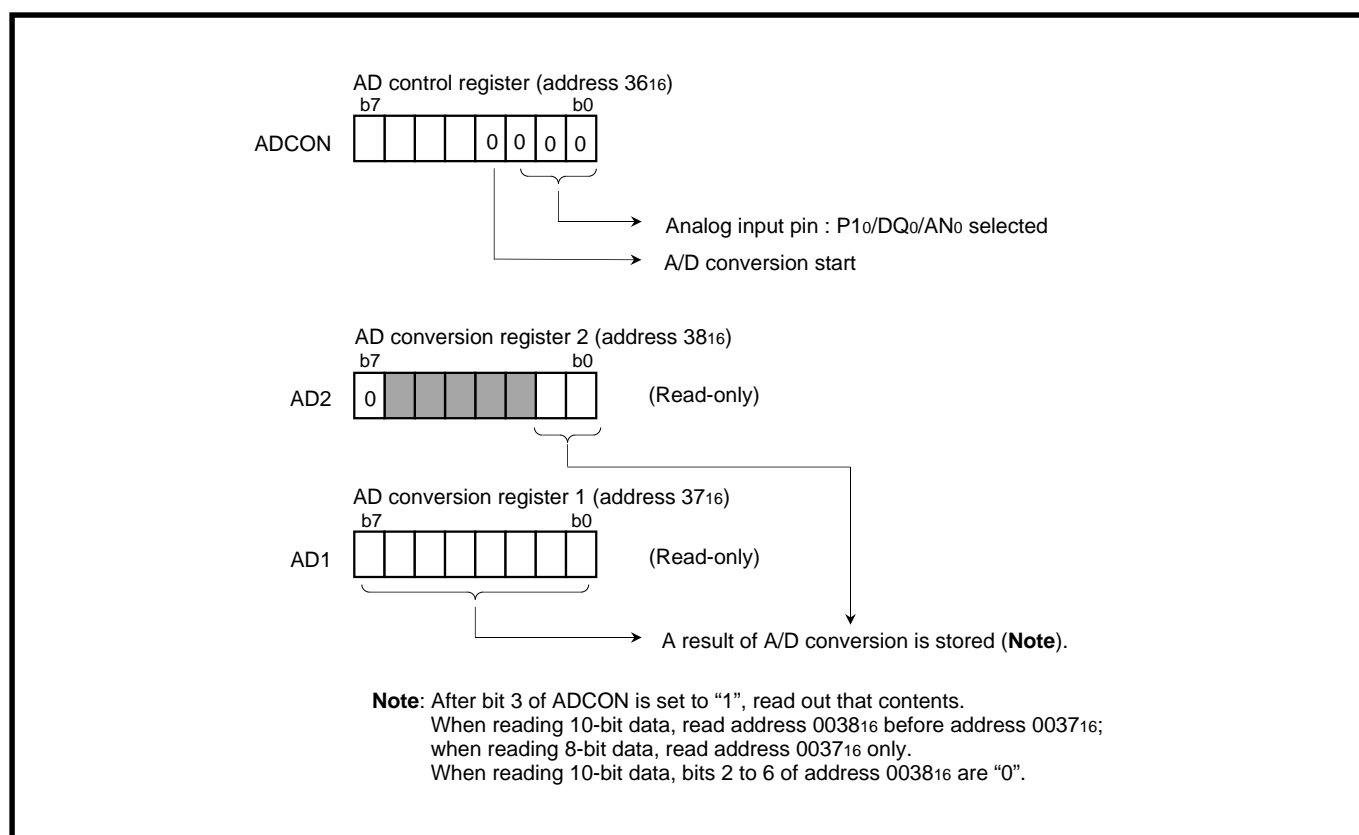 AD control register (address 3616)
b7 b0
ADCON 0 0 0 0
Analog input pin : P10/DQ0/AN0 selected
A/D conversion start
AD conversion register 2 (address 3816)
b7 b0
AD2 0 (Read-only)
AD conversion register 1 (address 3716)
b7 b0
AD1 (Read-only)
A result of A/D conversion is stored (Note).
Note: After bit 3 of ADCON is set to “1”, read out that contents.
When reading 10-bit data, read address 003816 before address 003716;
when reading 8-bit data, read address 003716 only.
When reading 10-bit data, bits 2 to 6 of address 003816 are “0”.